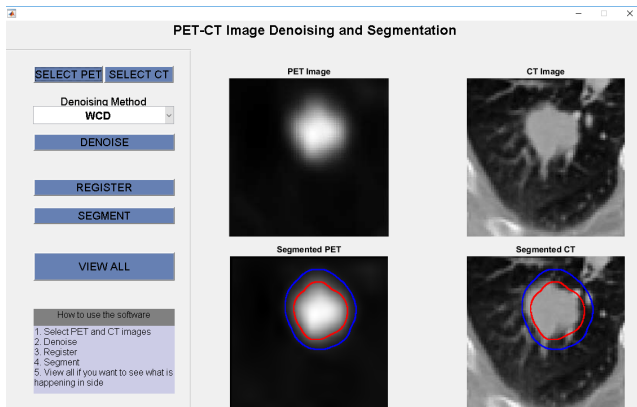 PET-CT Image Denoising and Segmentation
SELECT PET SELECT CT
Denoising Method
WCD
DENOISE
REGISTER
SEGMENT
VIEW ALL
How to use the software
1. Select PET and CT images
2. Denoise
3. Register
4. Segment
5. View all if you want to see what is
happening in side
PET Image
CT Image
Segmented PET
Segmented CT